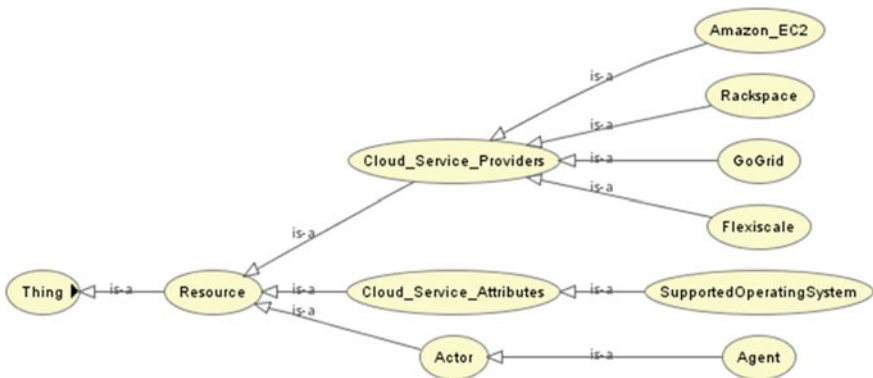 Amazon_EC2
is-a
Rackspace
is-a
Cloud_Service_Providers
is-a
GoGrid
is-a
Flexiscale
is-a
Thing
is-a
Resource
is-a
Cloud_Service_Attributes
is-a
SupportedOperatingSystem
is-a
Actor
is-a
Agent